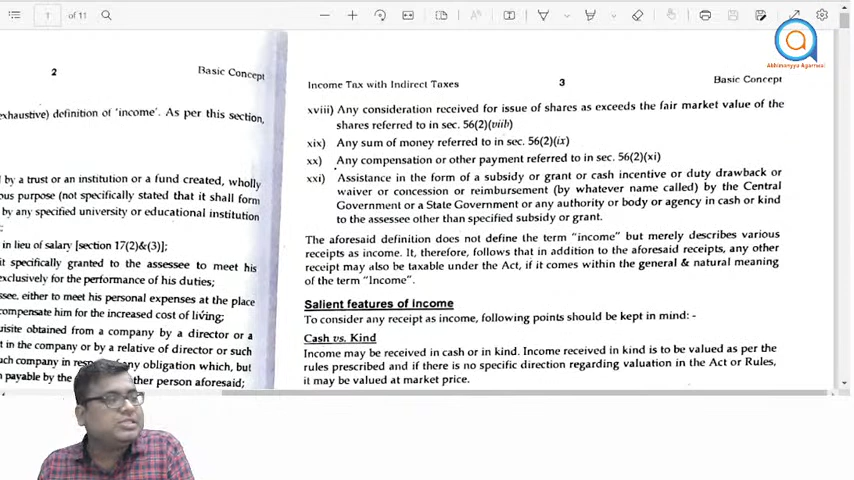 1 of 11
Abhimanyya Agarwal
2 Basic Concept
exhaustive) definition of 'income'. As per this section,
l by a trust or an institution or a fund created, wholly
ous purpose (not specifically stated that it shall form
by any specified university or educational institution
in lieu of salary [section 17(2)&(3)];
it specifically granted to the assessee to meet his
exclusively for the performance of his duties;
ssee, either to meet his personal expenses at the place
compensate him for the increased cost of living;
quisite obtained from a company by a director or a
t in the company or by a relative of director or such
uch company in respect of any obligation which, but
n payable by the other person aforesaid;
Income Tax with Indirect Taxes 3 Basic Concept
xviii) Any consideration received for issue of shares as exceeds the fair market value of the
shares referred to in sec. 56(2)(viib)
xix) Any sum of money referred to in sec. 56(2)(ix)
xx) Any compensation or other payment referred to in sec. 56(2)(xi)
xxi) Assistance in the form of a subsidy or grant or cash incentive or duty drawback or
waiver or concession or reimbursement (by whatever name called) by the Central
Government or a State Government or any authority or body or agency in cash or kind
to the assessee other than specified subsidy or grant.
The aforesaid definition does not define the term "income" but merely describes various
receipts as income. It, therefore, follows that in addition to the aforesaid receipts, any other
receipt may also be taxable under the Act, if it comes within the general & natural meaning
of the term "Income".
Salient features of income
To consider any receipt as income, following points should be kept in mind: -
Cash vs. Kind
Income may be received in cash or in kind. Income received in kind is to be valued as per the
rules prescribed and if there is no specific direction regarding valuation in the Act or Rules,
it may be valued at market price.